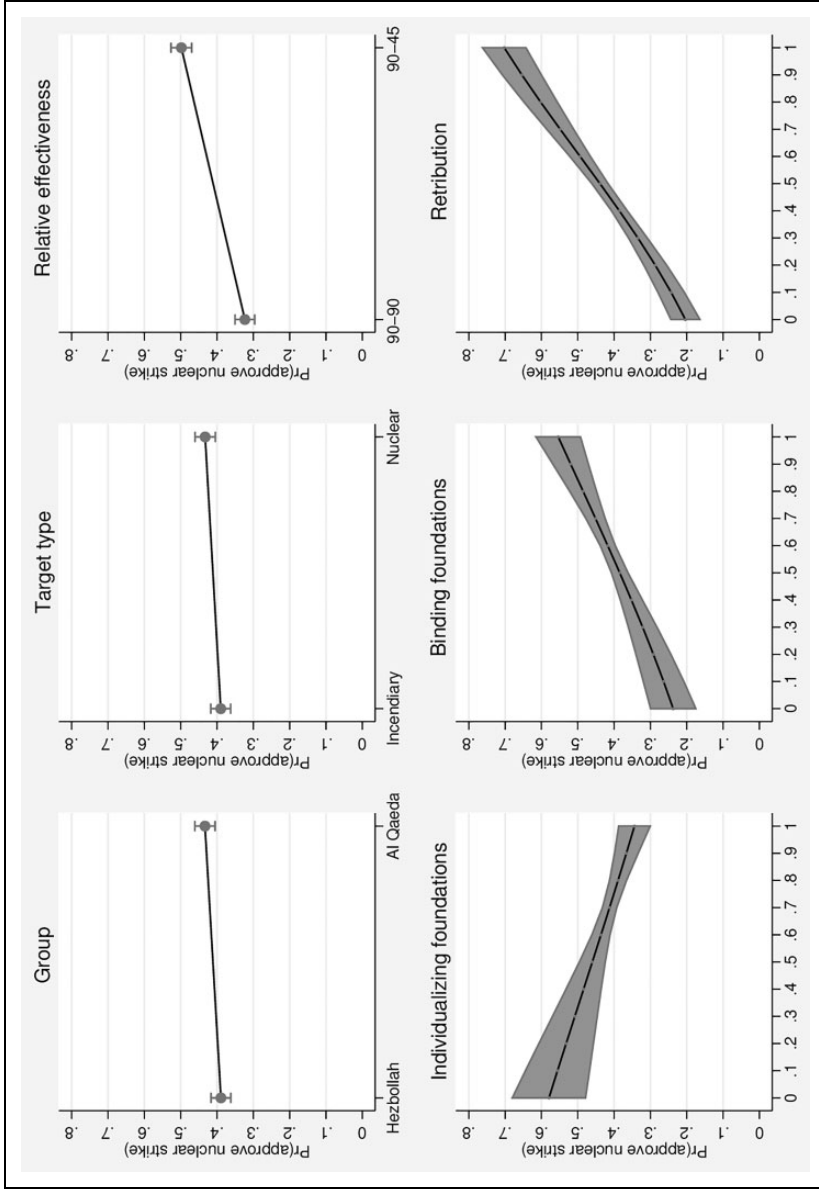 Group
Pr(approve nuclear strike)
.8
.7
.6
.5
.4
.3
.2
.1
0
Hezbollah
Al Qaeda
Target type
Pr(approve nuclear strike)
.8
.7
.6
.5
.4
.3
.2
.1
0
Incendiary
Nuclear
Relative effectiveness
Pr(approve nuclear strike)
.8
.7
.6
.5
.4
.3
.2
.1
0
90–90
90–45
Individualizing foundations
Pr(approve nuclear strike)
.8
.7
.6
.5
.4
.3
.2
.1
0
0 .1 .2 .3 .4 .5 .6 .7 .8 .9 1
Binding foundations
Pr(approve nuclear strike)
.8
.7
.6
.5
.4
.3
.2
.1
0
0 .1 .2 .3 .4 .5 .6 .7 .8 .9 1
Retribution
Pr(approve nuclear strike)
.8
.7
.6
.5
.4
.3
.2
.1
0
0 .1 .2 .3 .4 .5 .6 .7 .8 .9 1